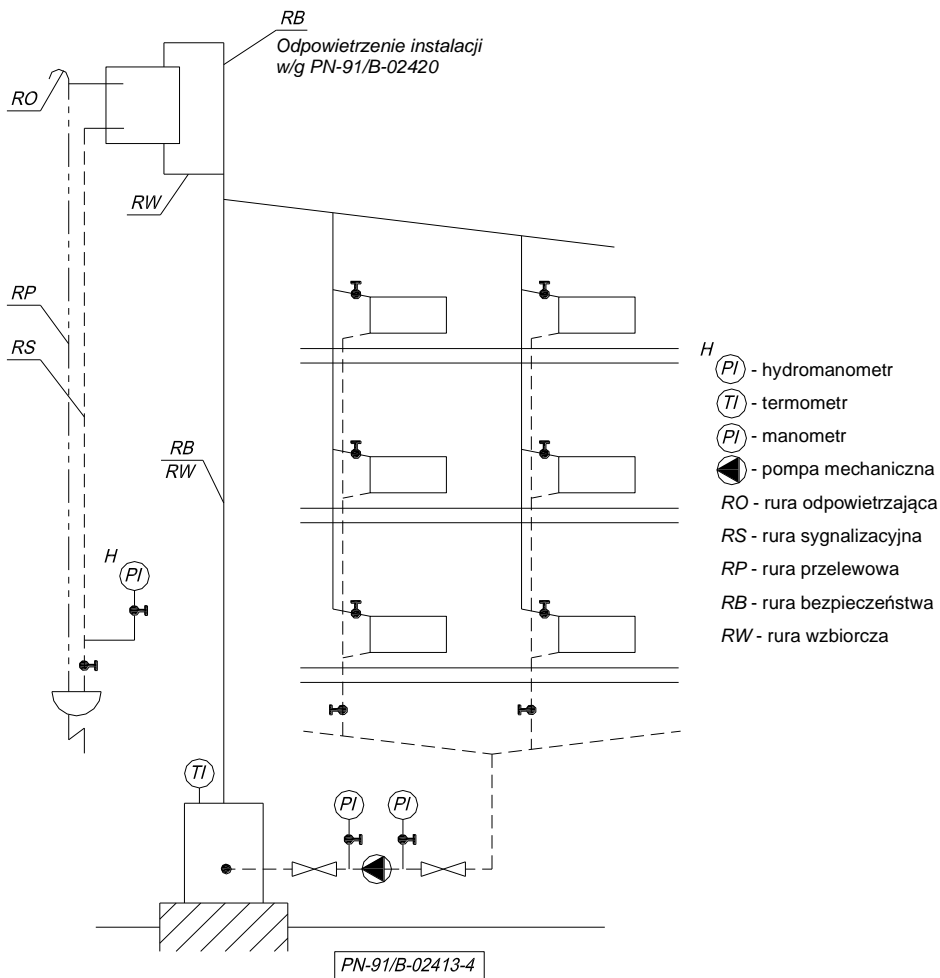 RB
Odpowietrzenie instalacji
w/g PN-91/B-02420
RO
RW
RP
RS
RB
RW
H
PI
TI
PI
PI
PN-91/B-02413-4
H
PI - hydromanometr
TI - termometr
PI - manometr
- pompa mechaniczna
RO - rura odpowietrzająca
RS - rura sygnalizacyjna
RP - rura przelewowa
RB - rura bezpieczeństwa
RW - rura wzbiorcza